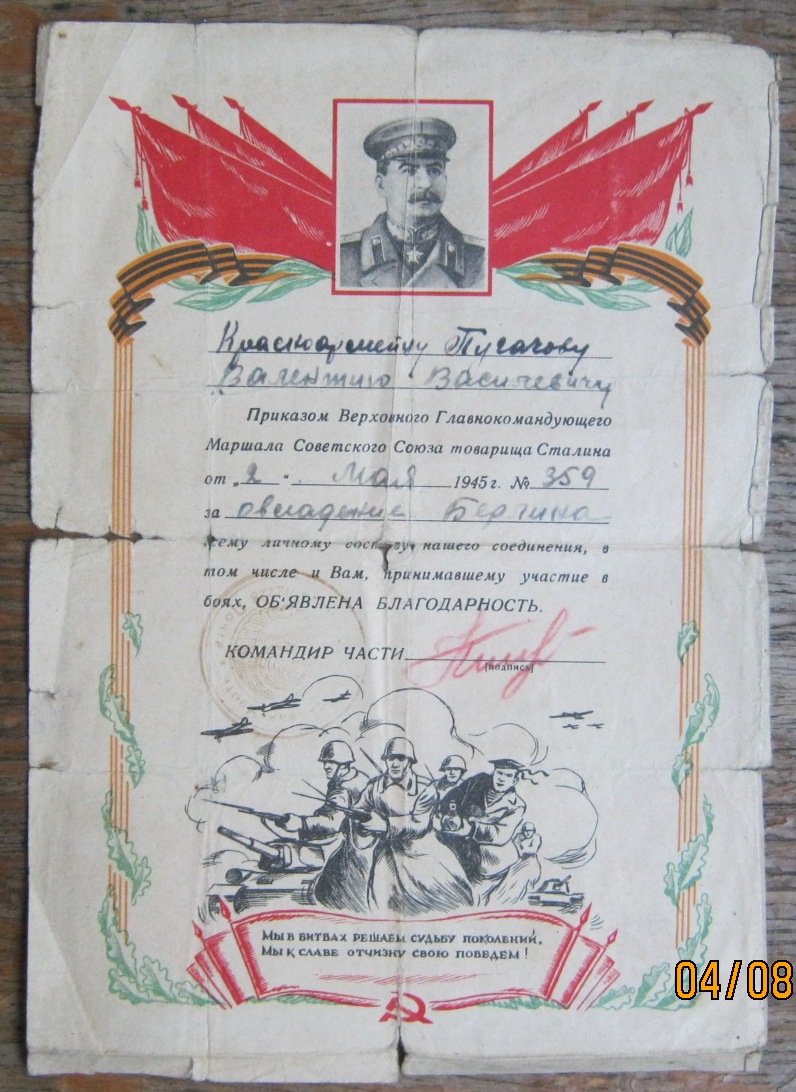 Красноармейцу Пугачову
Валентину Васильевичу
Приказом Верховного Главнокомандующего
Маршала Советского Союза товарища Сталина
от „2“ Мая 1945 г. № 359
за овладение Берлина
всему личному составу нашего соединения, в
том числе и Вам, принимавшему участие в
боях, ОБ'ЯВЛЕНА БЛАГОДАРНОСТЬ.
КОМАНДИР ЧАСТИ
(подпись)
МЫ В БИТВАХ РЕШАЕМ СУДЬБУ ПОКОЛЕНИЙ,
МЫ К СЛАВЕ ОТЧИЗНУ СВОЮ ПОВЕДЕМ!
04/08